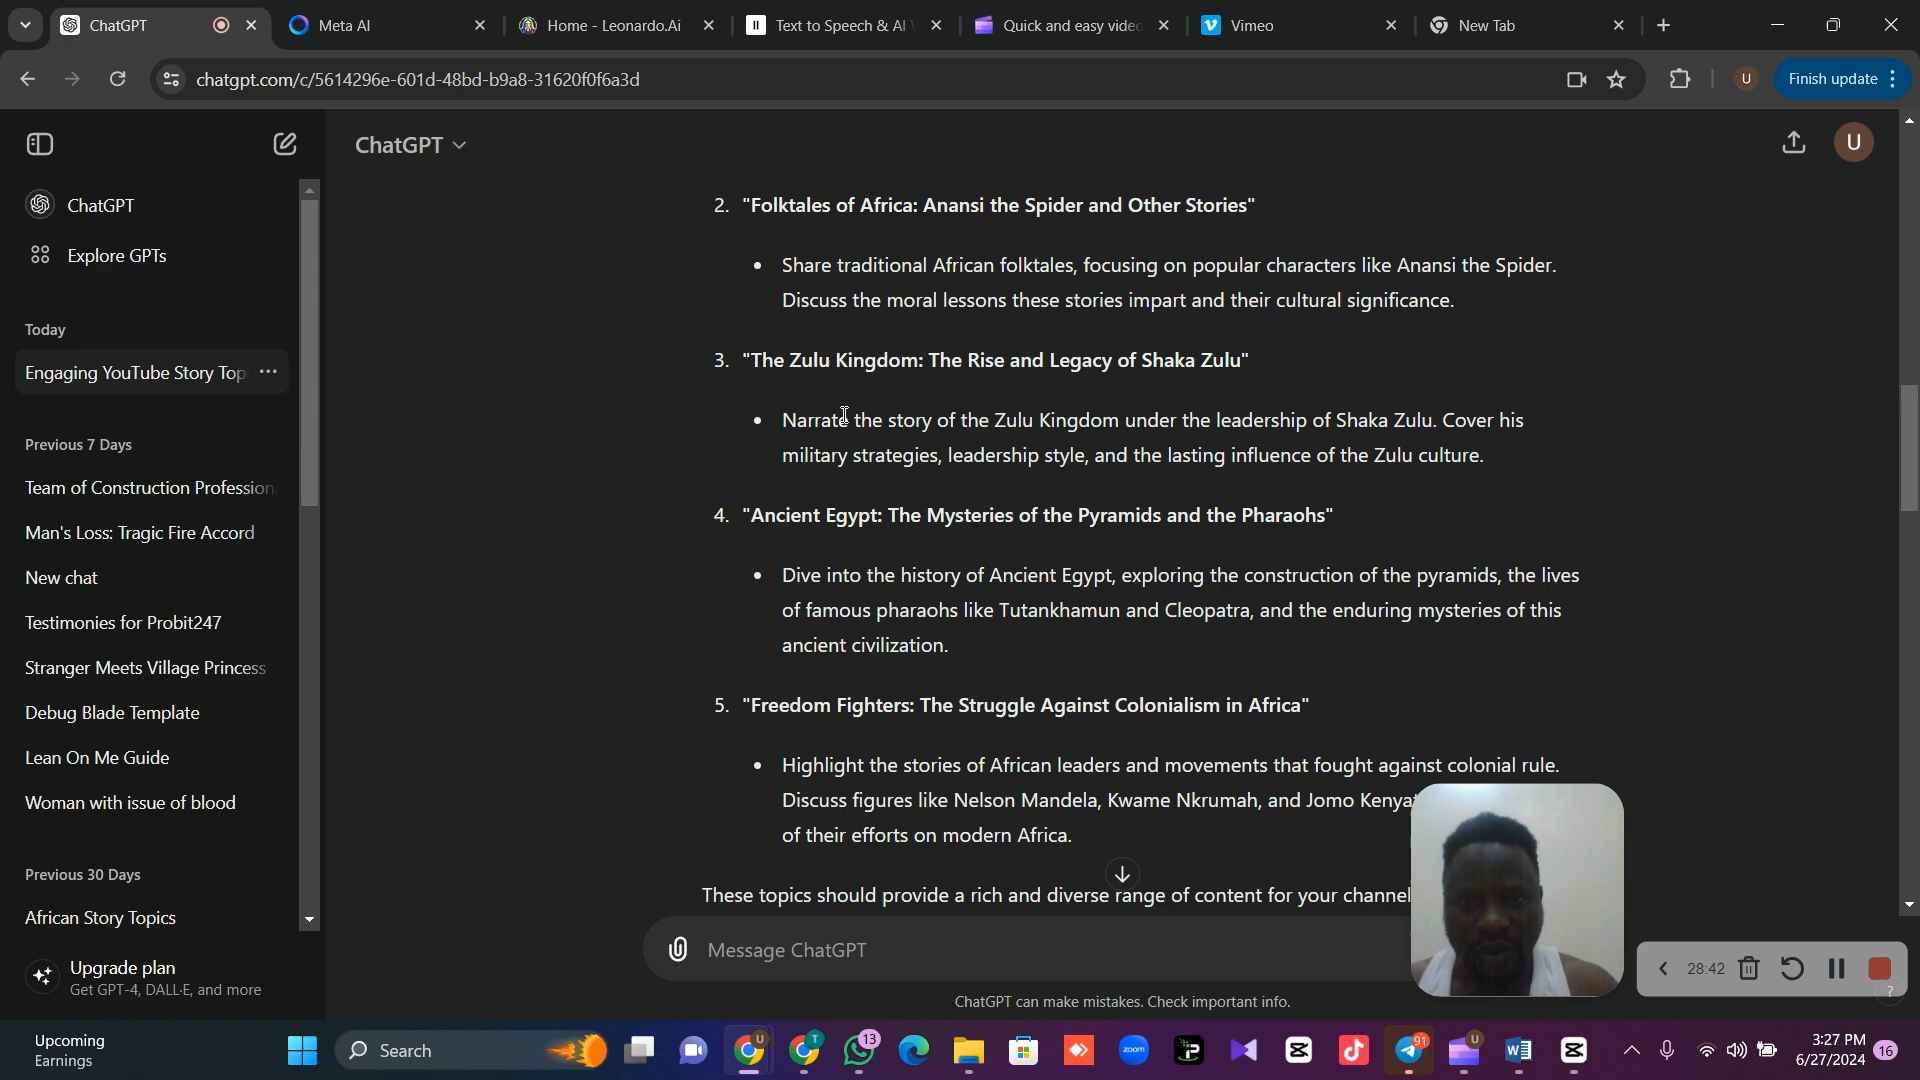 ChatGPT
Meta AI
Home - Leonardo.Ai
Text to Speech & AI
Quick and easy vide
Vimeo
New Tab
chatgpt.com/c/5614296e-601d-48bd-b9a8-31620f0f6a3d
U
Finish update
ChatGPT
U
ChatGPT
Explore GPTs
Today
Engaging YouTube Story Top
Previous 7 Days
Team of Construction Profession
Man's Loss: Tragic Fire Accord
New chat
Testimonies for Probit247
Stranger Meets Village Princess
Debug Blade Template
Lean On Me Guide
Woman with issue of blood
Previous 30 Days
African Story Topics
Upgrade plan
Get GPT-4, DALL·E, and more
2. "Folktales of Africa: Anansi the Spider and Other Stories"
• Share traditional African folktales, focusing on popular characters like Anansi the Spider.
Discuss the moral lessons these stories impart and their cultural significance.
3. "The Zulu Kingdom: The Rise and Legacy of Shaka Zulu"
• Narrate the story of the Zulu Kingdom under the leadership of Shaka Zulu. Cover his
military strategies, leadership style, and the lasting influence of the Zulu culture.
4. "Ancient Egypt: The Mysteries of the Pyramids and the Pharaohs"
• Dive into the history of Ancient Egypt, exploring the construction of the pyramids, the lives
of famous pharaohs like Tutankhamun and Cleopatra, and the enduring mysteries of this
ancient civilization.
5. "Freedom Fighters: The Struggle Against Colonialism in Africa"
• Highlight the stories of African leaders and movements that fought against colonial rule.
Discuss figures like Nelson Mandela, Kwame Nkrumah, and Jomo Kenya
of their efforts on modern Africa.
These topics should provide a rich and diverse range of content for your channel
Message ChatGPT
ChatGPT can make mistakes. Check important info.
28:42
?
Upcoming
Earnings
Search
U
T
13
zoom
91
U
3:27 PM
6/27/2024
16